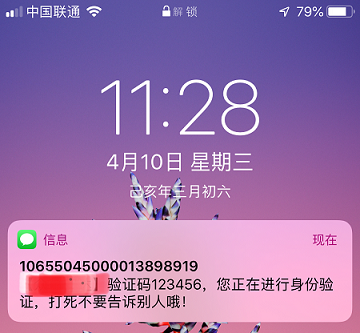 中国联通 解锁 79%
11:28
4月10日 星期三
己亥年三月初六
信息 现在
10655045000013898919
验证码123456，您正在进行身份验
证，打死不要告诉别人哦！